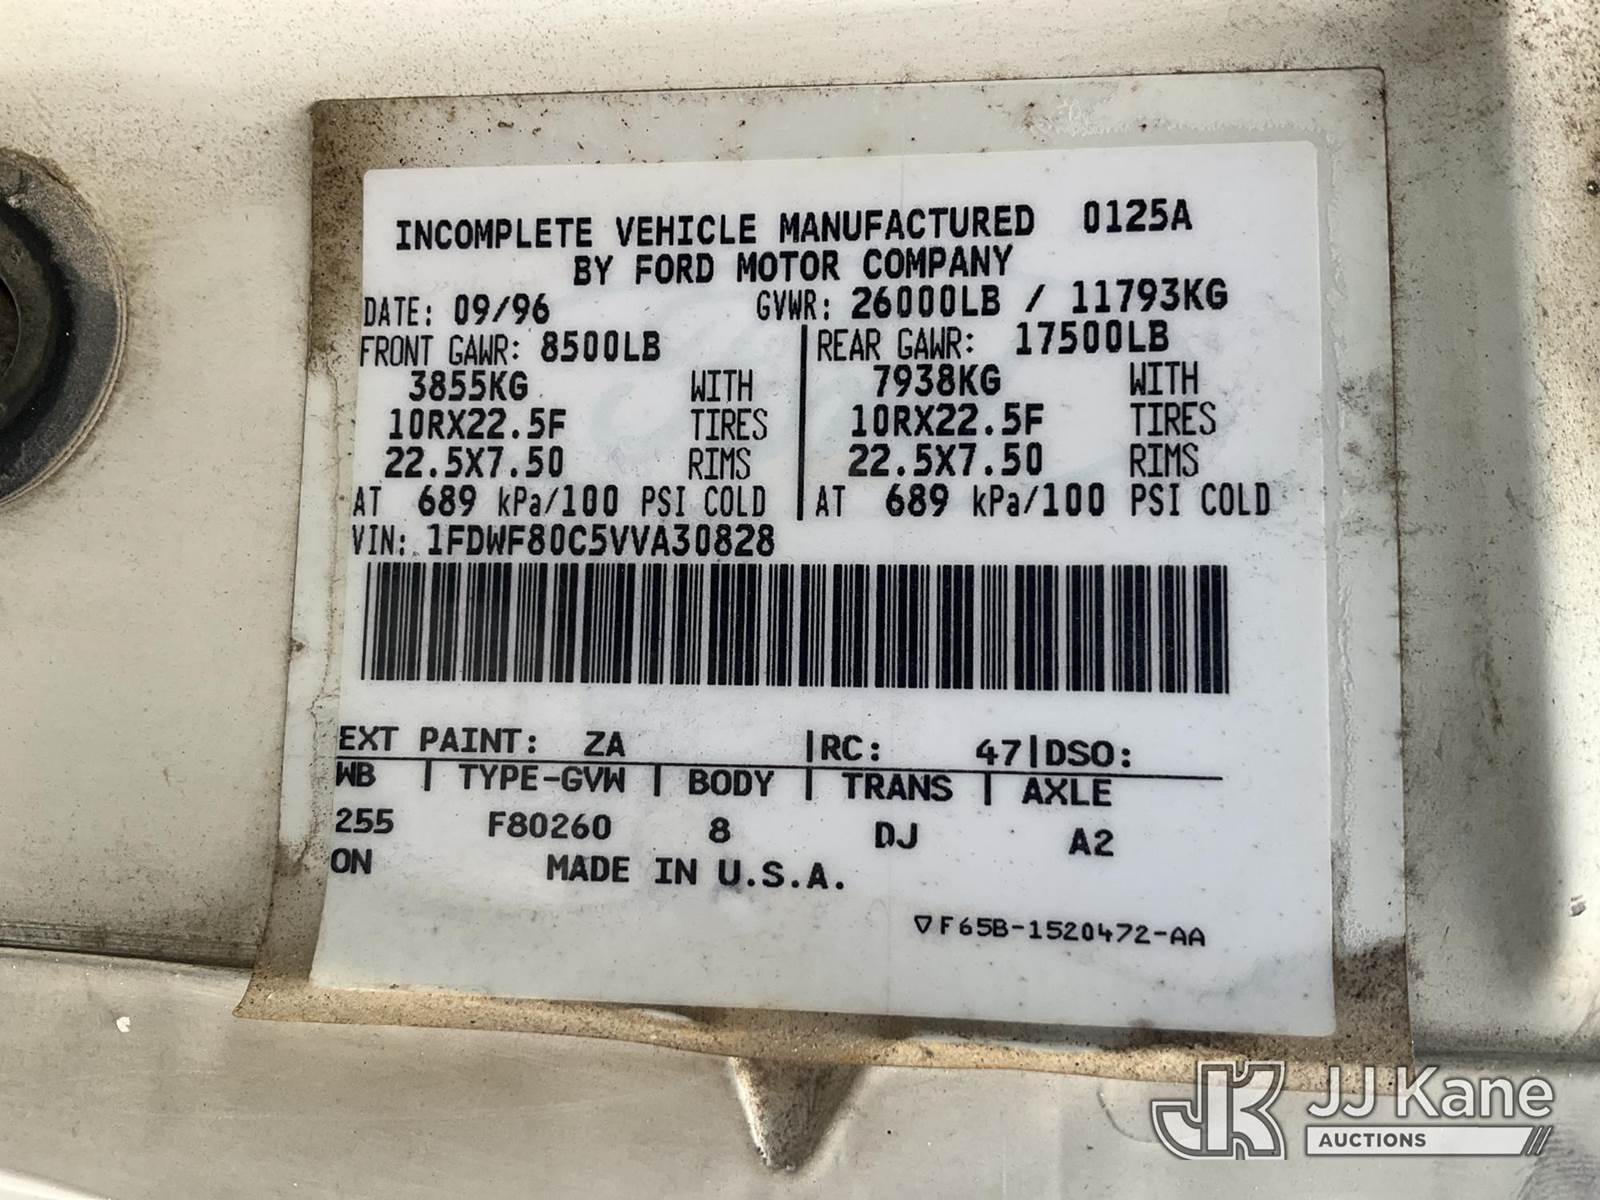 INCOMPLETE VEHICLE MANUFACTURED 0125A
BY FORD MOTOR COMPANY
DATE: 09/96 GVWR: 26000LB / 11793KG
FRONT GAWR: 8500LB REAR GAWR: 17500LB
3855KG WITH 7938KG WITH
10RX22.5F TIRES 10RX22.5F TIRES
22.5X7.50 RIMS 22.5X7.50 RIMS
AT 689 kPa/100 PSI COLD AT 689 kPa/100 PSI COLD
VIN: 1FDWF80C5VVA30828
EXT PAINT: ZA |RC: 47|DSO:
WB | TYPE-GVW | BODY | TRANS | AXLE
255 F80260 8 DJ A2
ON MADE IN U.S.A.
▽F65B-1520472-AA
JK JJ Kane
AUCTIONS